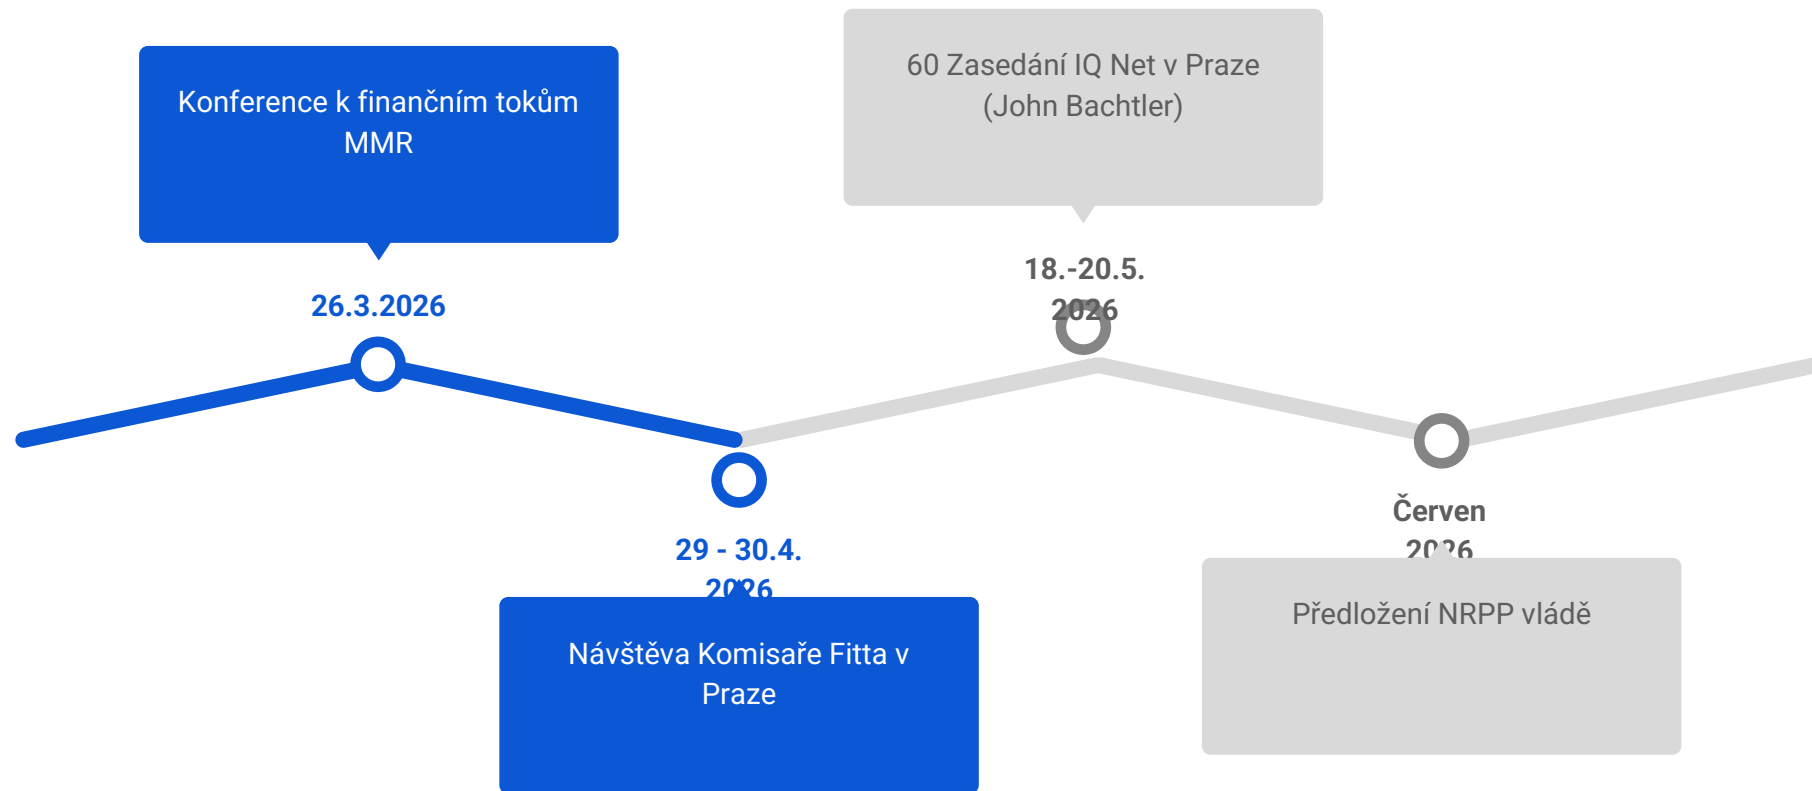 Konference k finančním tokům
MMR
26.3.2026
29 - 30.4.
2026
Návštěva Komisaře Fitta v
Praze
60 Zasedání IQ Net v Praze
(John Bachtler)
18.-20.5.
2026
Červen
2026
Předložení NRPP vládě